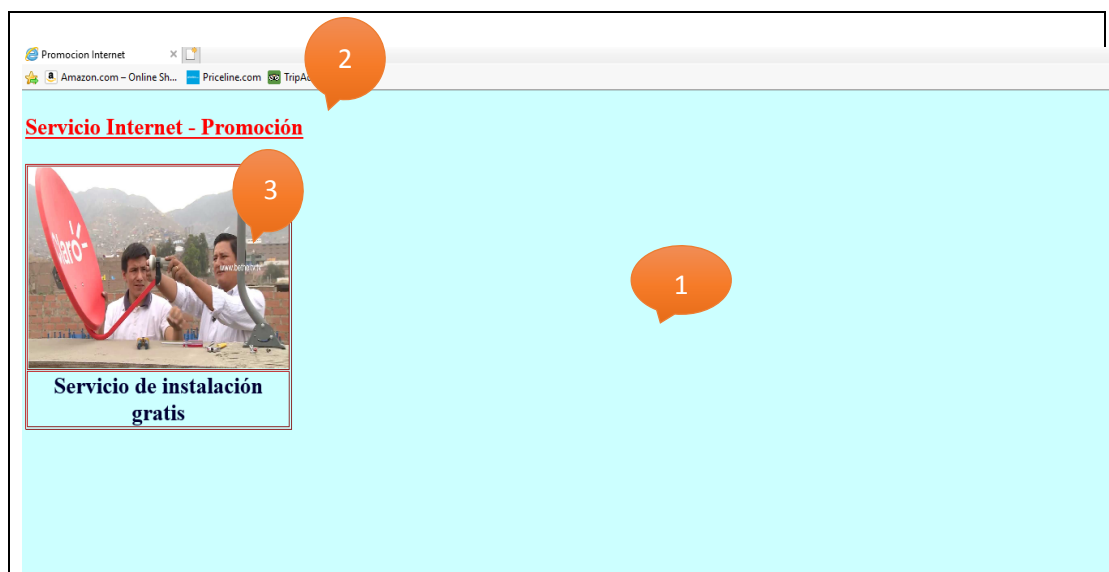 Promocion Internet
2
Amazon.com – Online Sh... Priceline.com
Servicio Internet - Promoción
3
Claro-
1
Servicio de instalación
gratis